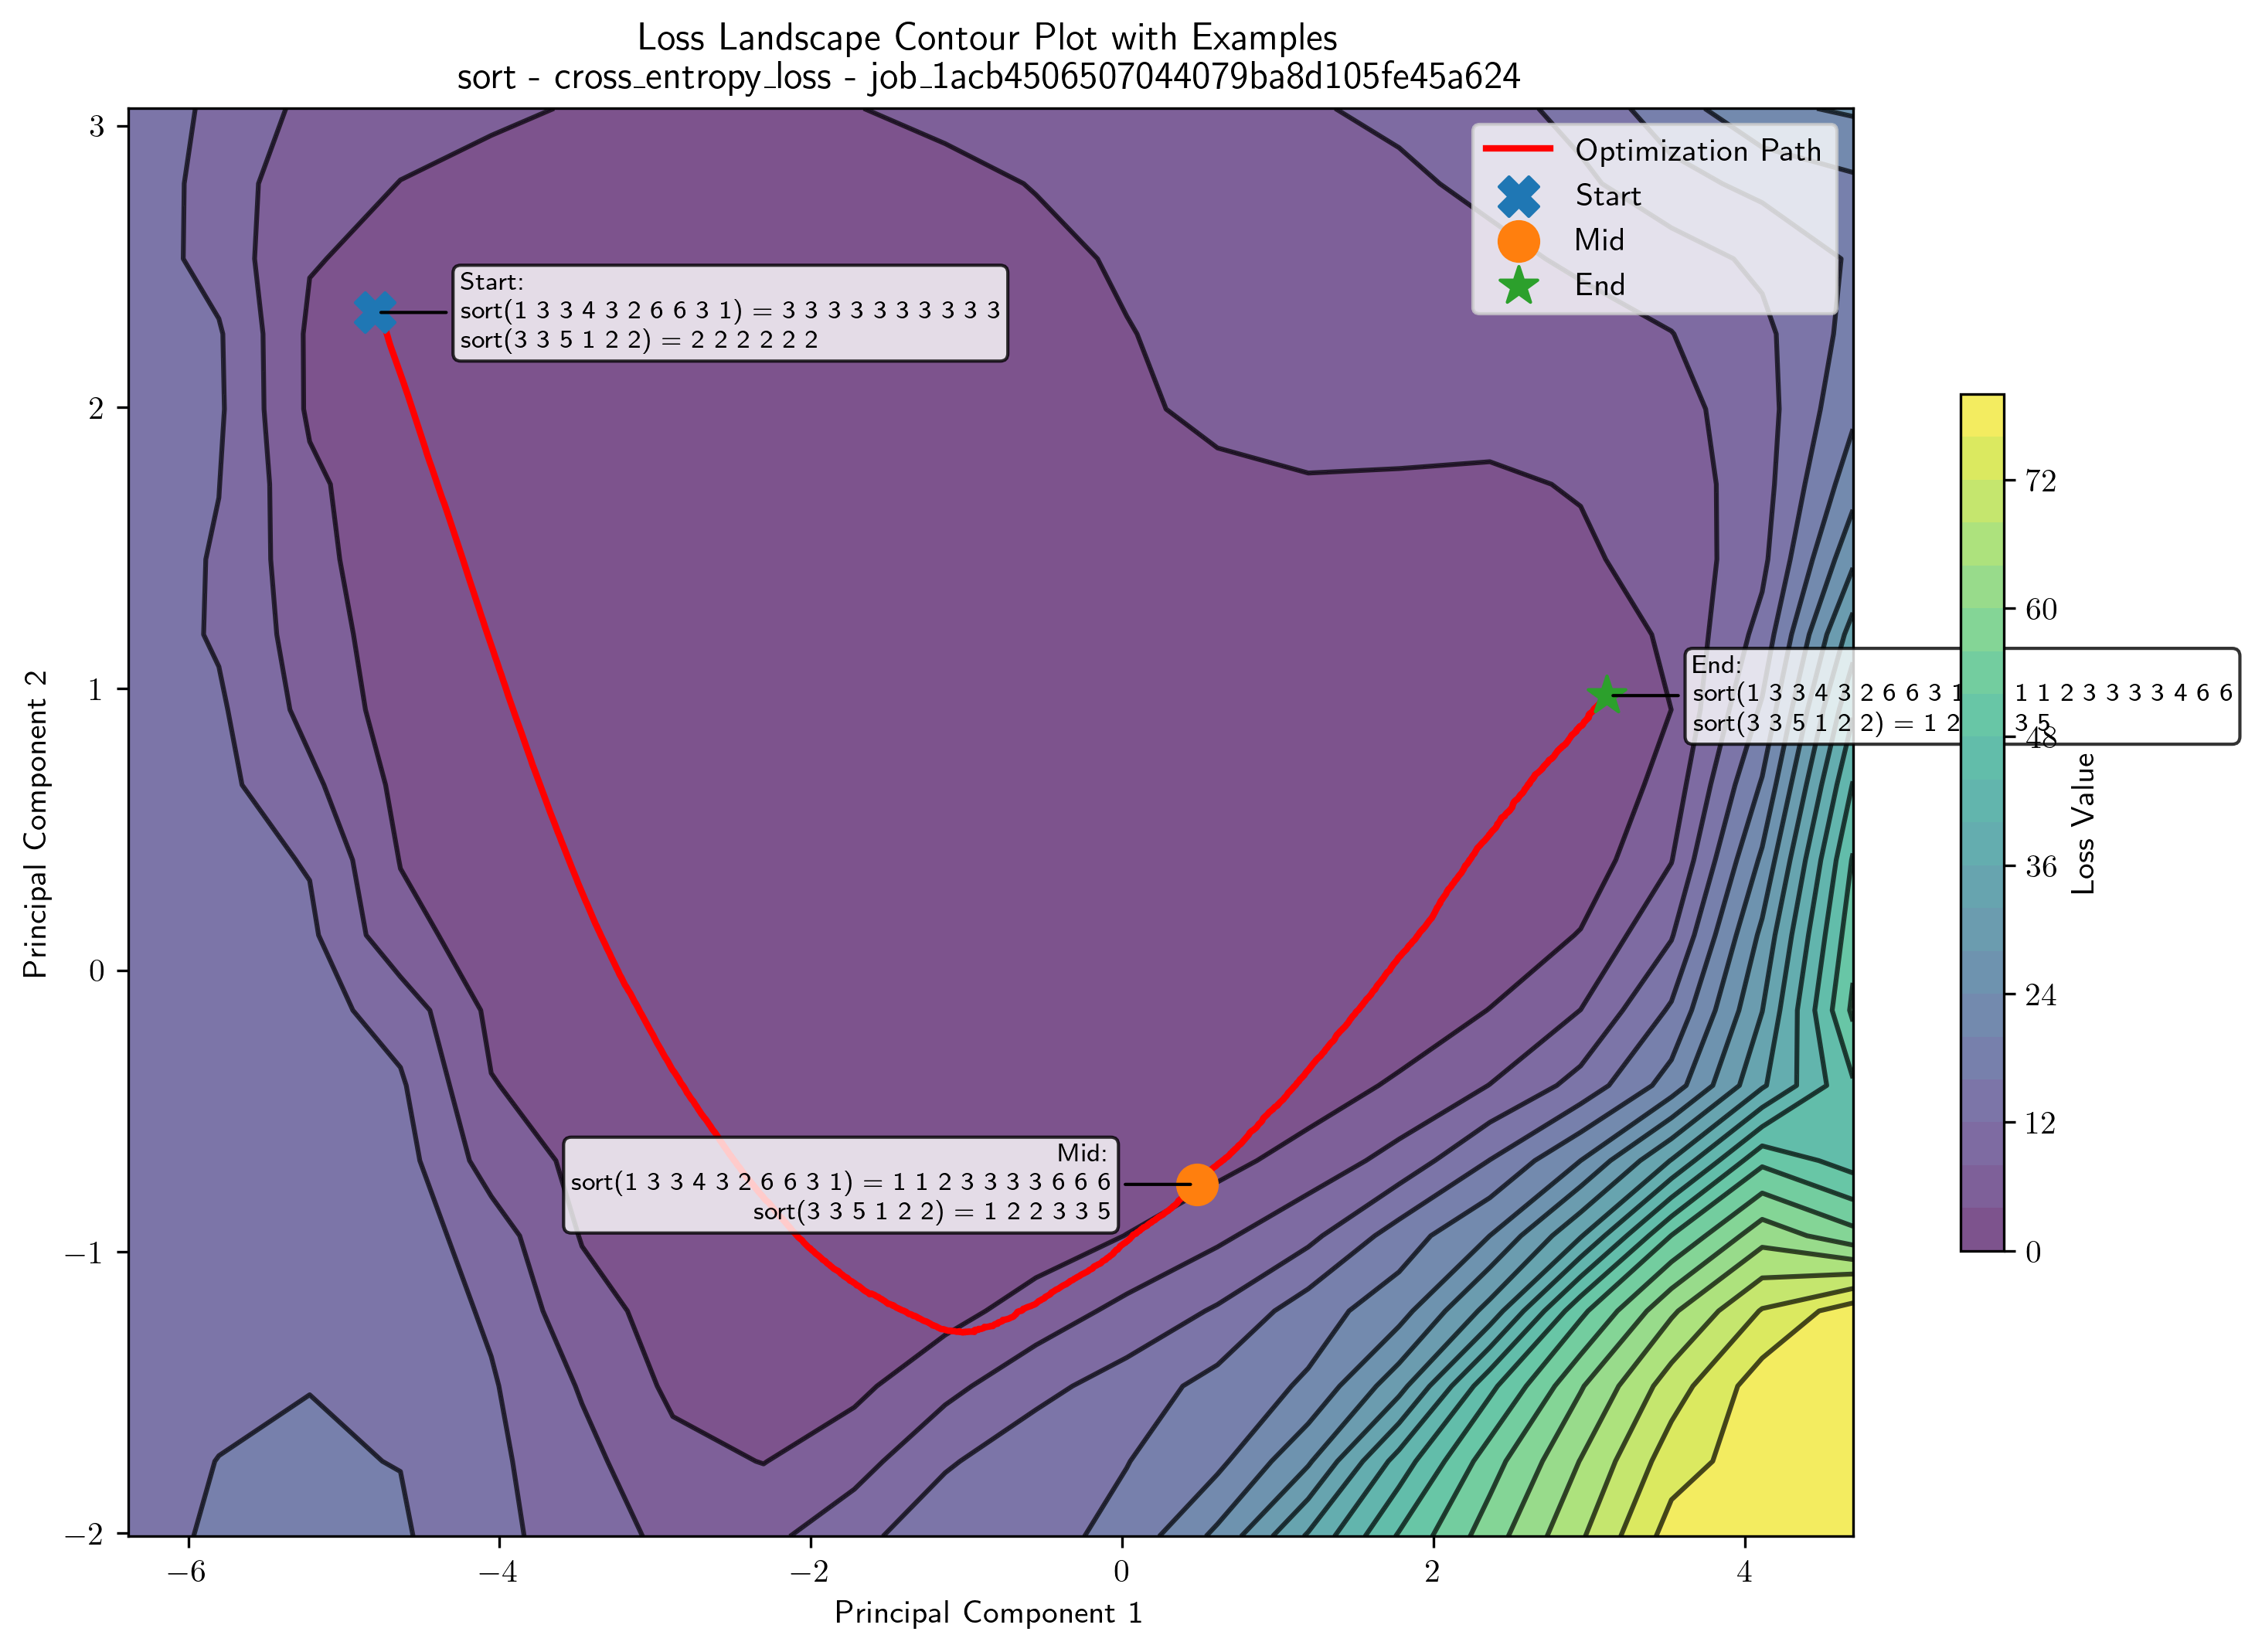 Loss Landscape Contour Plot with Examples
sort - cross_entropy_loss - job_1acb4506507044079ba8d105fe45a624
3
2
1
0
−1
−2
Principal Component 2
Optimization Path
Start
Mid
End
Start:
sort(1 3 3 4 3 2 6 6 3 1) = 3 3 3 3 3 3 3 3 3 3
sort(3 3 5 1 2 2) = 2 2 2 2 2 2
End:
sort(1 3 3 4 3 2 6 6 3 1 1 1 2 3 3 3 3 4 6 6
sort(3 3 5 1 2 2) = 1 2 3 5
Mid:
sort(1 3 3 4 3 2 6 6 3 1) = 1 1 2 3 3 3 3 6 6 6
sort(3 3 5 1 2 2) = 1 2 2 3 3 5
−6
−4
−2
0
2
4
Principal Component 1
72
60
48
36
24
12
0
Loss Value